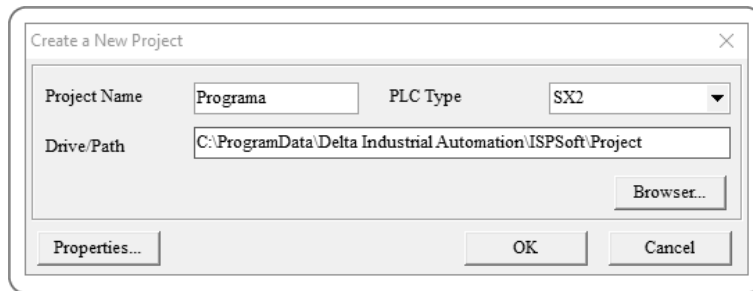 Create a New Project
Project Name Programa PLC Type SX2
Drive/Path C:\ProgramData\Delta Industrial Automation\ISPSoft\Project
Browser...
Properties... OK Cancel